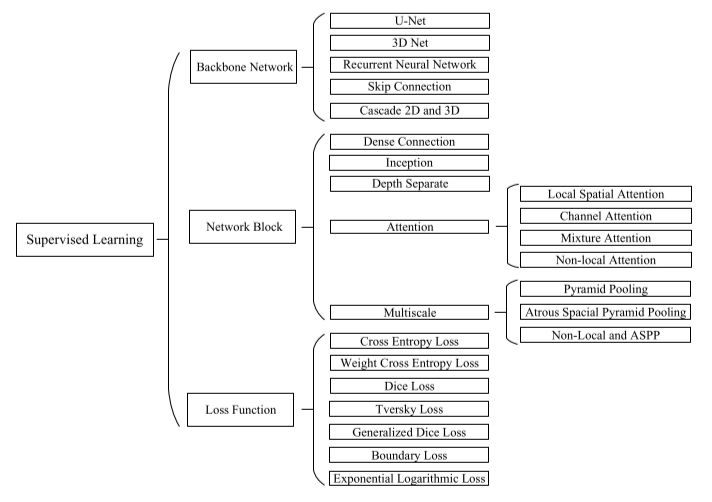 Supervised Learning
Backbone Network
U-Net
3D Net
Recurrent Neural Network
Skip Connection
Cascade 2D and 3D
Network Block
Dense Connection
Inception
Depth Separate
Attention
Local Spatial Attention
Channel Attention
Mixture Attention
Non-local Attention
Multiscale
Pyramid Pooling
Atrous Spacial Pyramid Pooling
Non-Local and ASPP
Loss Function
Cross Entropy Loss
Weight Cross Entropy Loss
Dice Loss
Tversky Loss
Generalized Dice Loss
Boundary Loss
Exponential Logarithmic Loss